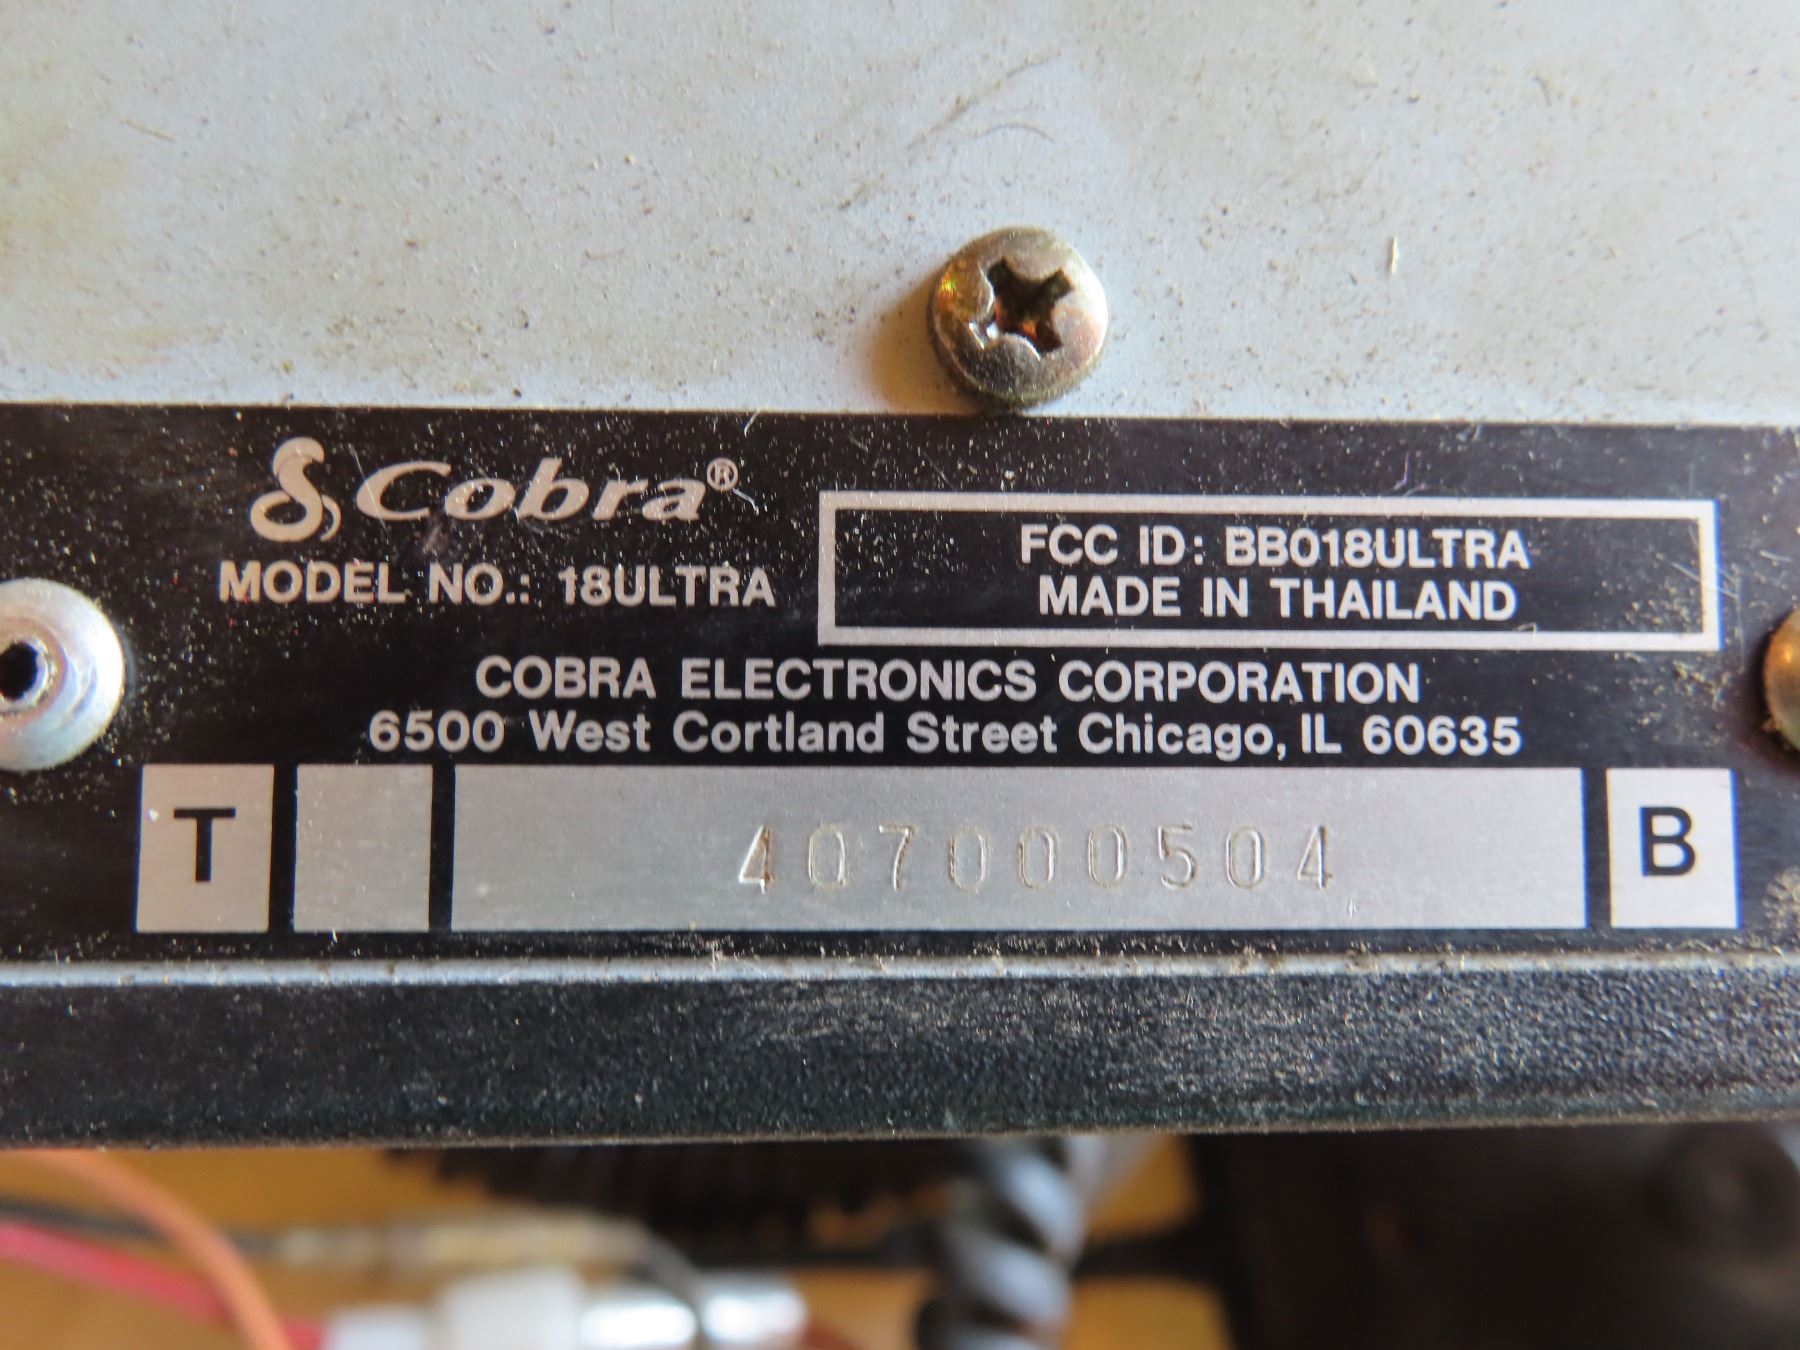 Cobra®
MODEL NO.: 18ULTRA
FCC ID: BBO18ULTRA
MADE IN THAILAND
COBRA ELECTRONICS CORPORATION
6500 West Cortland Street Chicago, IL 60635
T 407000504 B